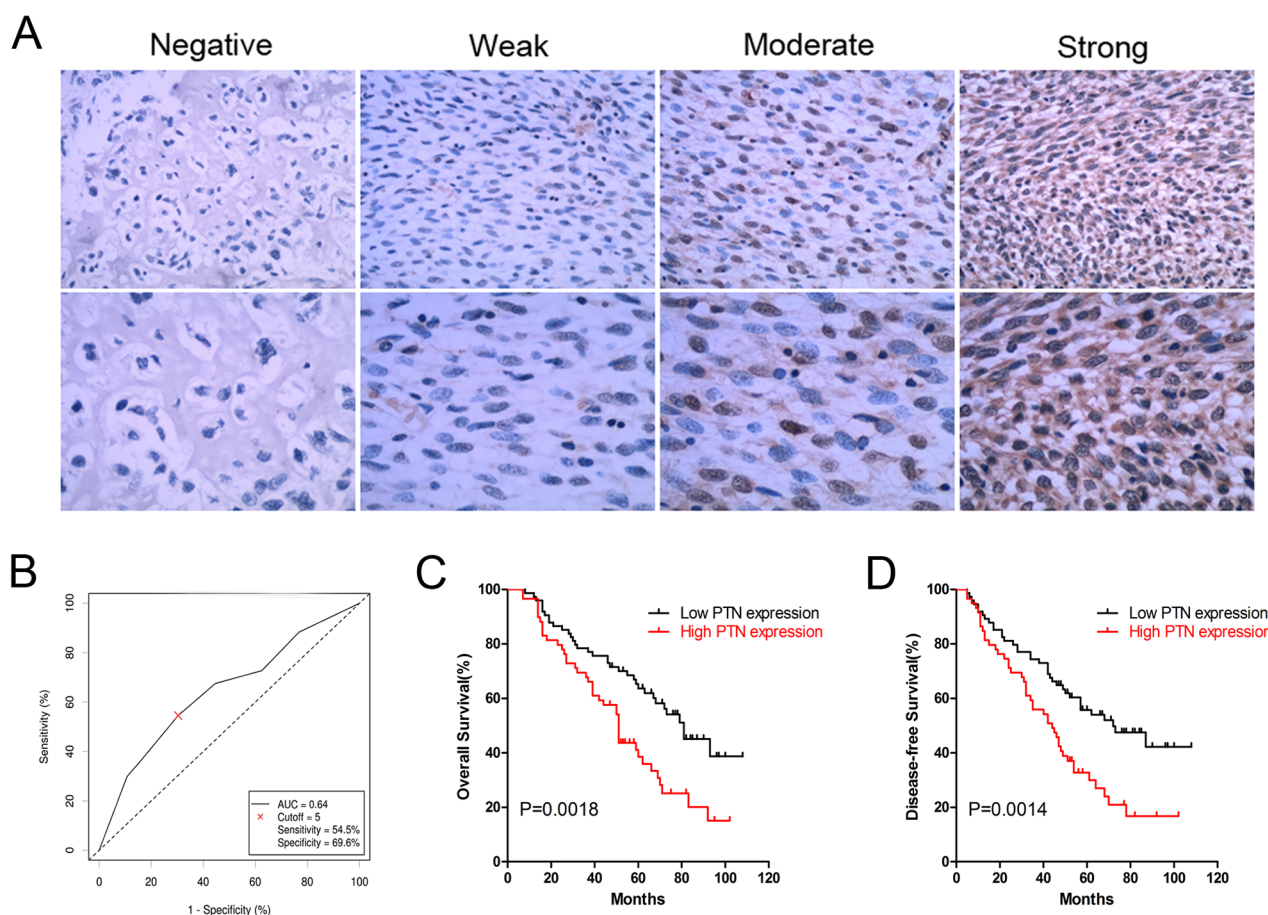 A
Negative
Weak
Moderate
Strong
B
100
80
60
40
20
0
Sensitivity (%)
AUC = 0.64
Cutoff = 5
Sensitivity = 54.5%
Specificity = 69.6%
0 20 40 60 80 100
1 - Specificity (%)
C
100
80
60
40
20
0
Overall Survival(%)
Low PTN expression
High PTN expression
P=0.0018
0 20 40 60 80 100 120
Months
D
100
80
60
40
20
0
Disease-free Survival(%)
Low PTN expression
High PTN expression
P=0.0014
0 20 40 60 80 100 120
Months